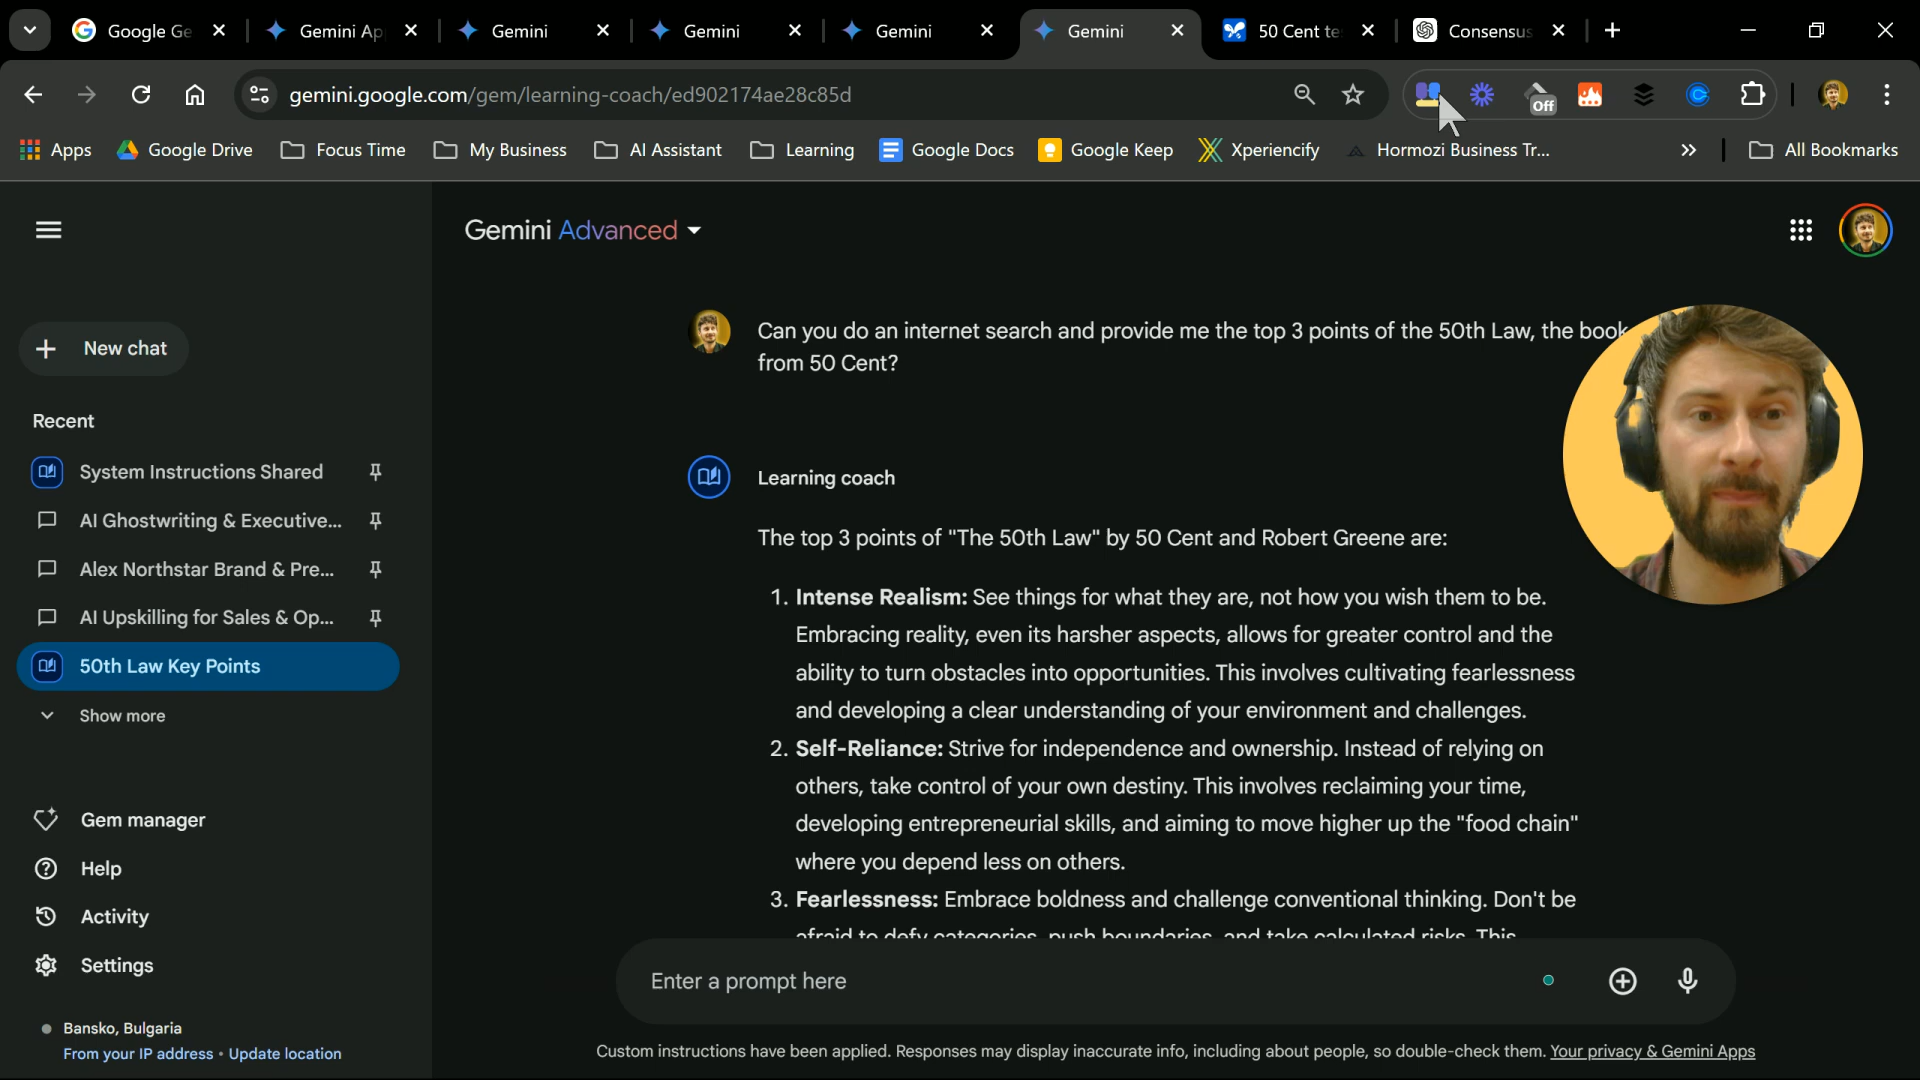 Google Ge
Gemini Ap
Gemini
Gemini
Gemini
Gemini
50 Cent te
Consensus
gemini.google.com/gem/learning-coach/ed902174ae28c85d
Off
Apps
Google Drive
Focus Time
My Business
AI Assistant
Learning
Google Docs
Google Keep
Xperiencify
Hormozi Business Tr...
All Bookmarks
Gemini Advanced
New chat
Recent
System Instructions Shared
AI Ghostwriting & Executive...
Alex Northstar Brand & Pre...
AI Upskilling for Sales & Op...
50th Law Key Points
Show more
Gem manager
Help
Activity
Settings
Bansko, Bulgaria
From your IP address • Update location
Can you do an internet search and provide me the top 3 points of the 50th Law, the book
from 50 Cent?
Learning coach
The top 3 points of "The 50th Law" by 50 Cent and Robert Greene are:
1. Intense Realism: See things for what they are, not how you wish them to be.
Embracing reality, even its harsher aspects, allows for greater control and the
ability to turn obstacles into opportunities. This involves cultivating fearlessness
and developing a clear understanding of your environment and challenges.
2. Self-Reliance: Strive for independence and ownership. Instead of relying on
others, take control of your own destiny. This involves reclaiming your time,
developing entrepreneurial skills, and aiming to move higher up the "food chain"
where you depend less on others.
3. Fearlessness: Embrace boldness and challenge conventional thinking. Don't be
afraid to defy categories, push boundaries, and take calculated risks. This
Enter a prompt here
Custom instructions have been applied. Responses may display inaccurate info, including about people, so double-check them. Your privacy & Gemini Apps